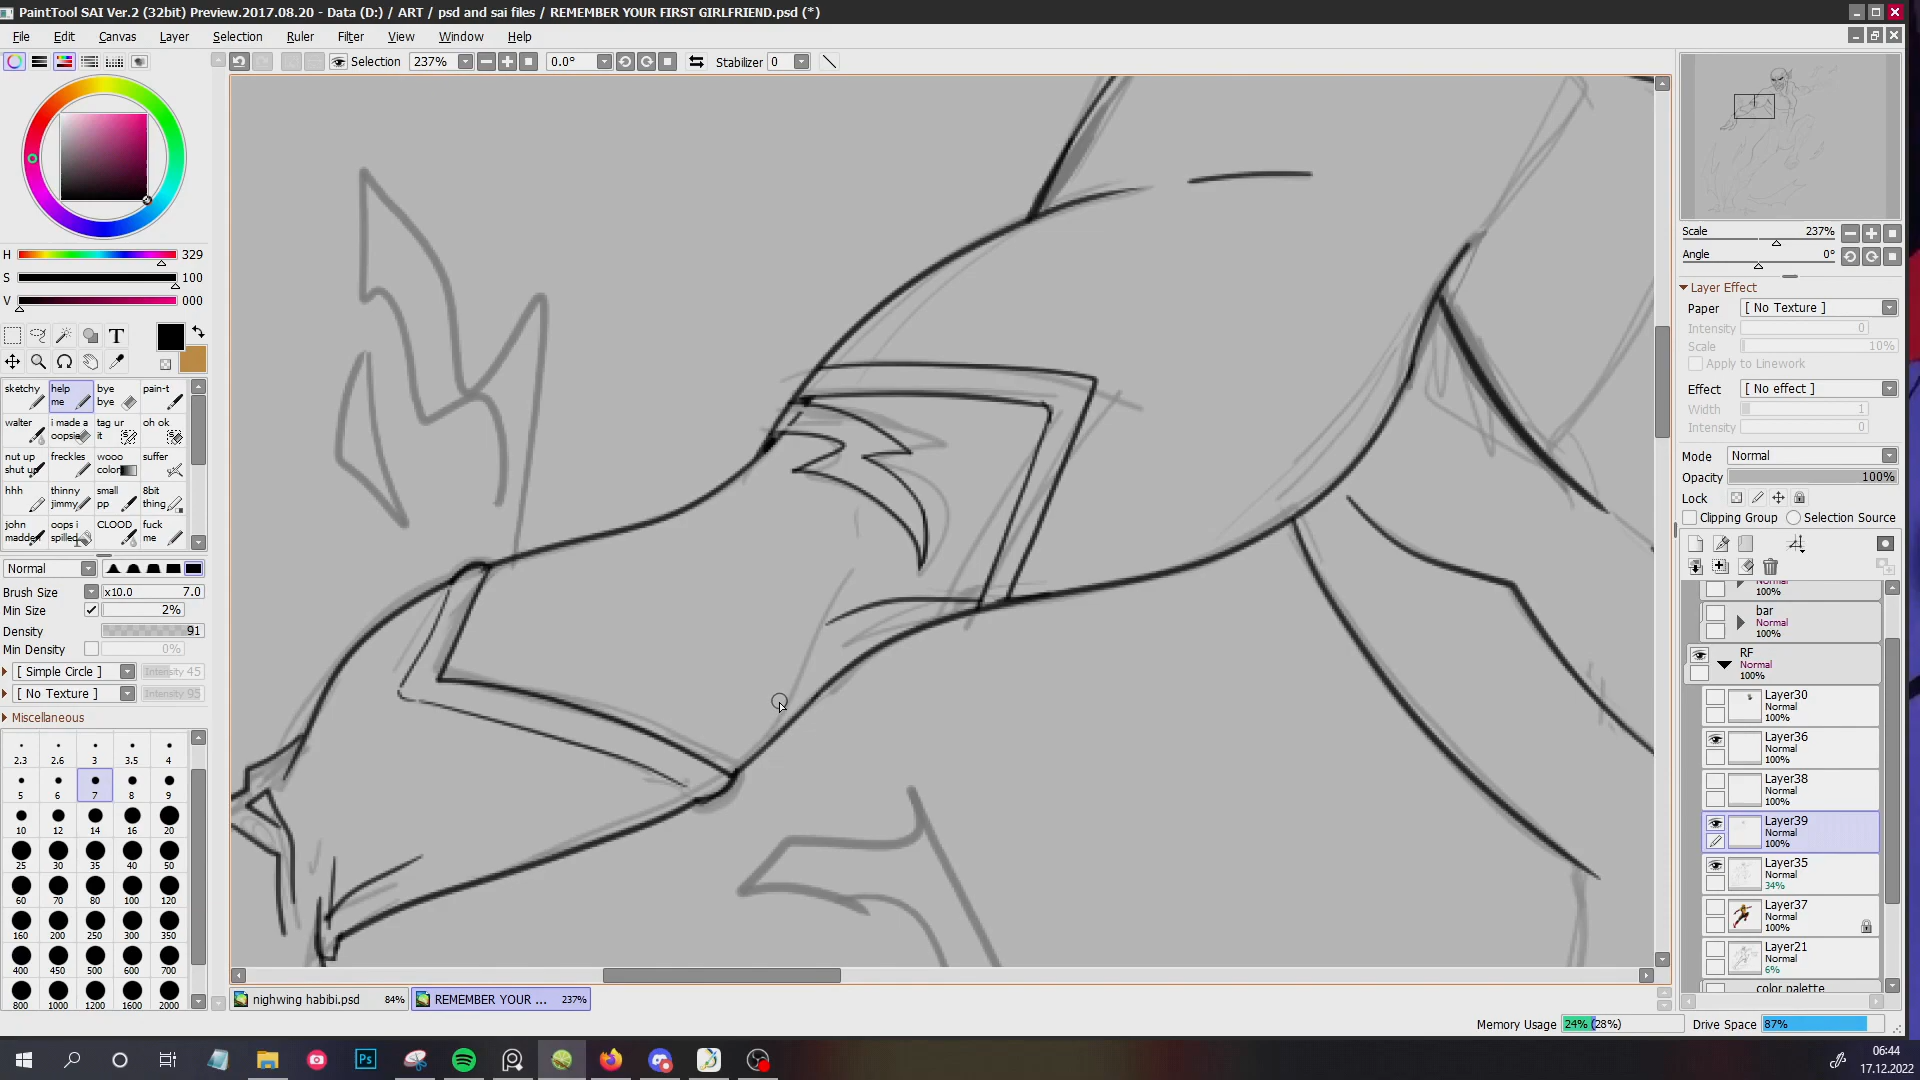 PaintTool SAI Ver.2 (32bit) Preview.2017.08.20 - Data (D:) / ART / psd and sai files / REMEMBER YOUR FIRST GIRLFRIEND.psd (*)
File Edit Canvas Layer Selection Ruler Filter View Window Help
Selection 237% 0.0° Stabilizer 0
H 329
S 100
V 000
T
sketchy help me bye bye pain-t
walter i made a oopsie tag ur it oh ok
nut up shut up freckles wooo color suffer
hhh thinny jimmy small pp 8bit thing
john madden oops i spilled CLOOD fuck me
Normal
Brush Size x10.0 7.0
Min Size 2%
Density 91
Min Density 0%
[ Simple Circle ] Intensity 45
[ No Texture ] Intensity 95
Miscellaneous
2.3 2.6 3 3.5 4
5 6 7 8 9
10 12 14 16 20
25 30 35 40 50
60 70 80 100 120
160 200 250 300 350
400 450 500 600 700
800 1000 1200 1600 2000
Scale 237%
Angle 0°
Layer Effect
Paper [ No Texture ]
Intensity 0
Scale 10%
Apply to Linework
Effect [ No effect ]
Width 1
Intensity 0
Mode Normal
Opacity 100%
Lock
Clipping Group Selection Source
Normal
100%
bar
Normal
100%
RF
Normal
100%
Layer30
Normal
100%
Layer36
Normal
100%
Layer38
Normal
100%
Layer39
Normal
100%
Layer35
Normal
34%
Layer37
Normal
100%
Layer21
Normal
6%
color palette
nighwing habibi.psd 84% REMEMBER YOUR ... 237%
Memory Usage 24% (28%) Drive Space 87%
Ps
06:44
17.12.2022